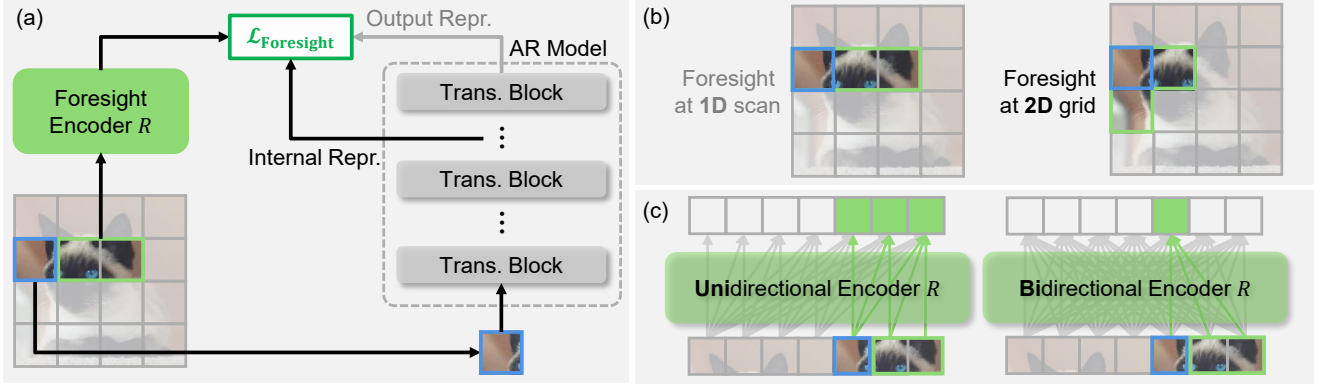 (a)
Output Repr.
ℒ_Foresight
AR Model
Foresight
Encoder R
Trans. Block
Internal Repr.
Trans. Block
Trans. Block
(b)
Foresight
at 1D scan
Foresight
at 2D grid
(c)
Unidirectional Encoder R
Bidirectional Encoder R